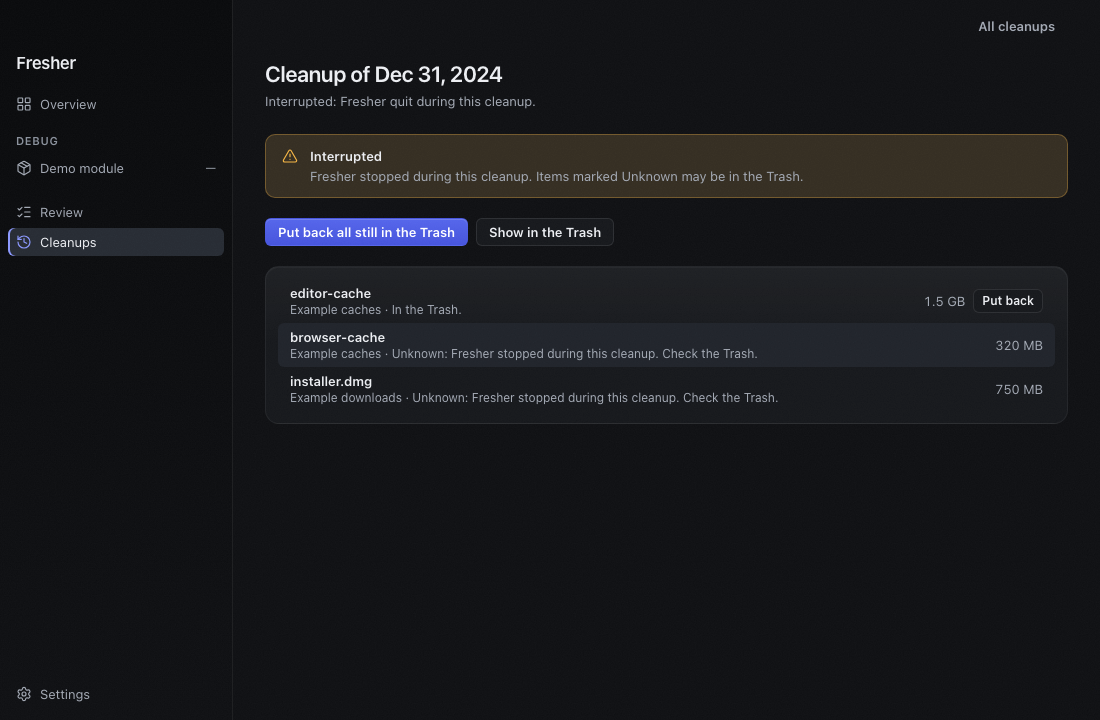 All cleanups
Fresher
Overview
DEBUG
Demo module
Review
Cleanups
Settings
Cleanup of Dec 31, 2024
Interrupted: Fresher quit during this cleanup.
Interrupted
Fresher stopped during this cleanup. Items marked Unknown may be in the Trash.
Put back all still in the Trash
Show in the Trash
editor-cache
Example caches · In the Trash.
1.5 GB
Put back
browser-cache
Example caches · Unknown: Fresher stopped during this cleanup. Check the Trash.
320 MB
installer.dmg
Example downloads · Unknown: Fresher stopped during this cleanup. Check the Trash.
750 MB